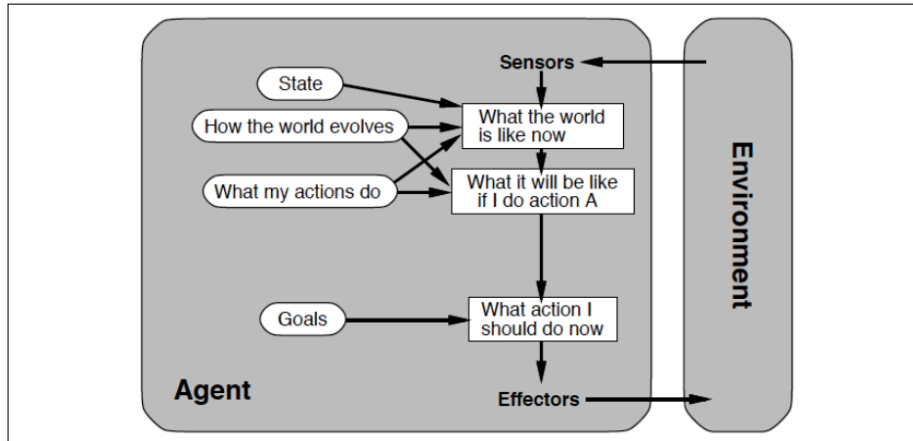 Sensors
State
What the world
is like now
How the world evolves
What it will be like
if I do action A
What my actions do
Environment
What action I
should do now
Goals
Agent
Effectors